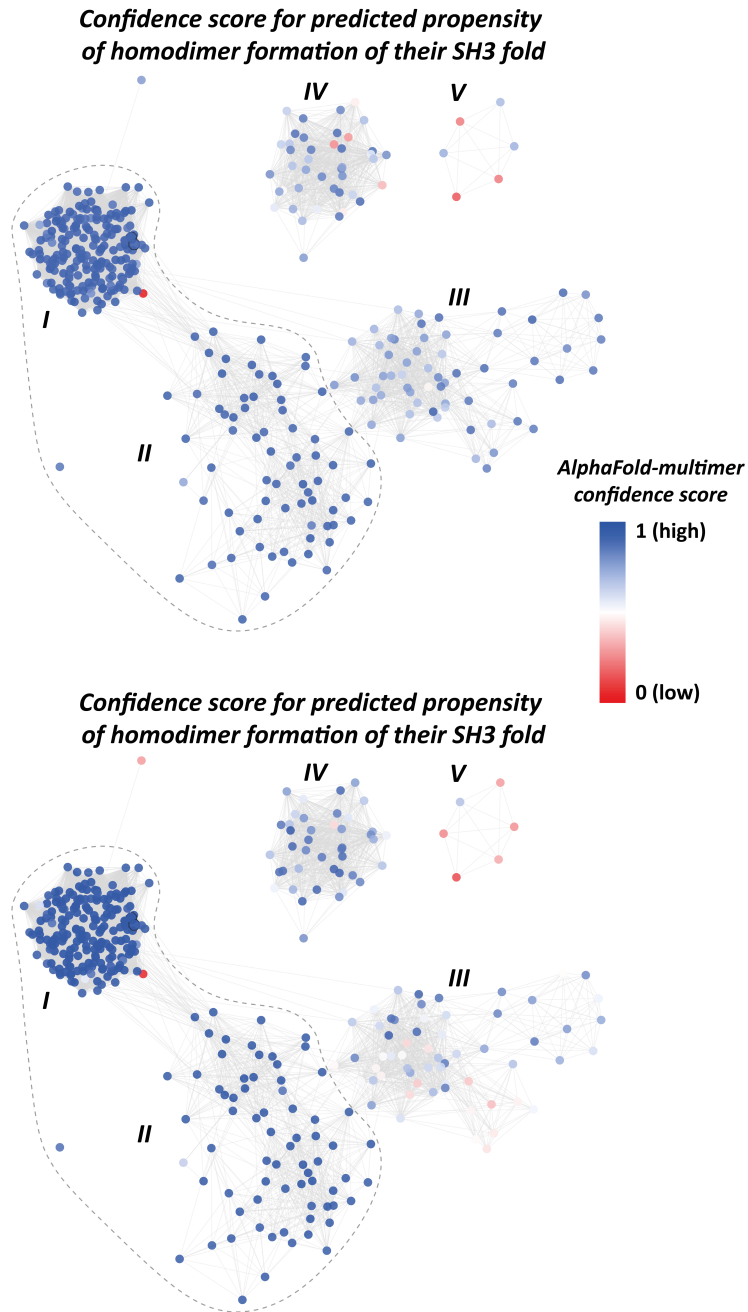 Confidence score for predicted propensity
of homodimer formation of their SH3 fold
IV
V
I
III
II
AlphaFold-multimer
confidence score
1 (high)
0 (low)
Confidence score for predicted propensity
of homodimer formation of their SH3 fold
IV
V
I
III
II